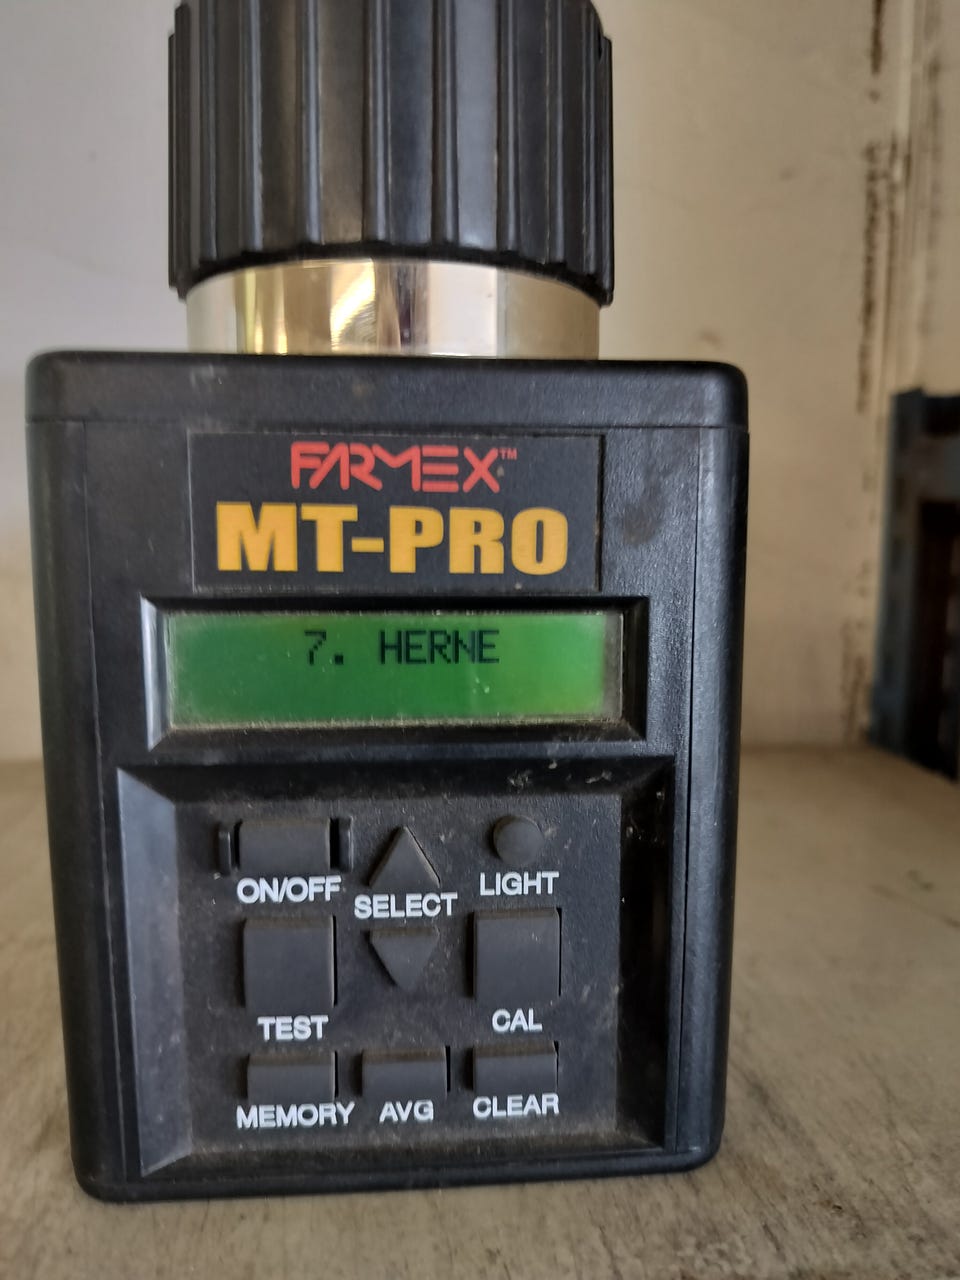 FARMEX™
MT-PRO
7. HERNE
ON/OFF
SELECT
LIGHT
TEST
CAL
MEMORY
AVG
CLEAR